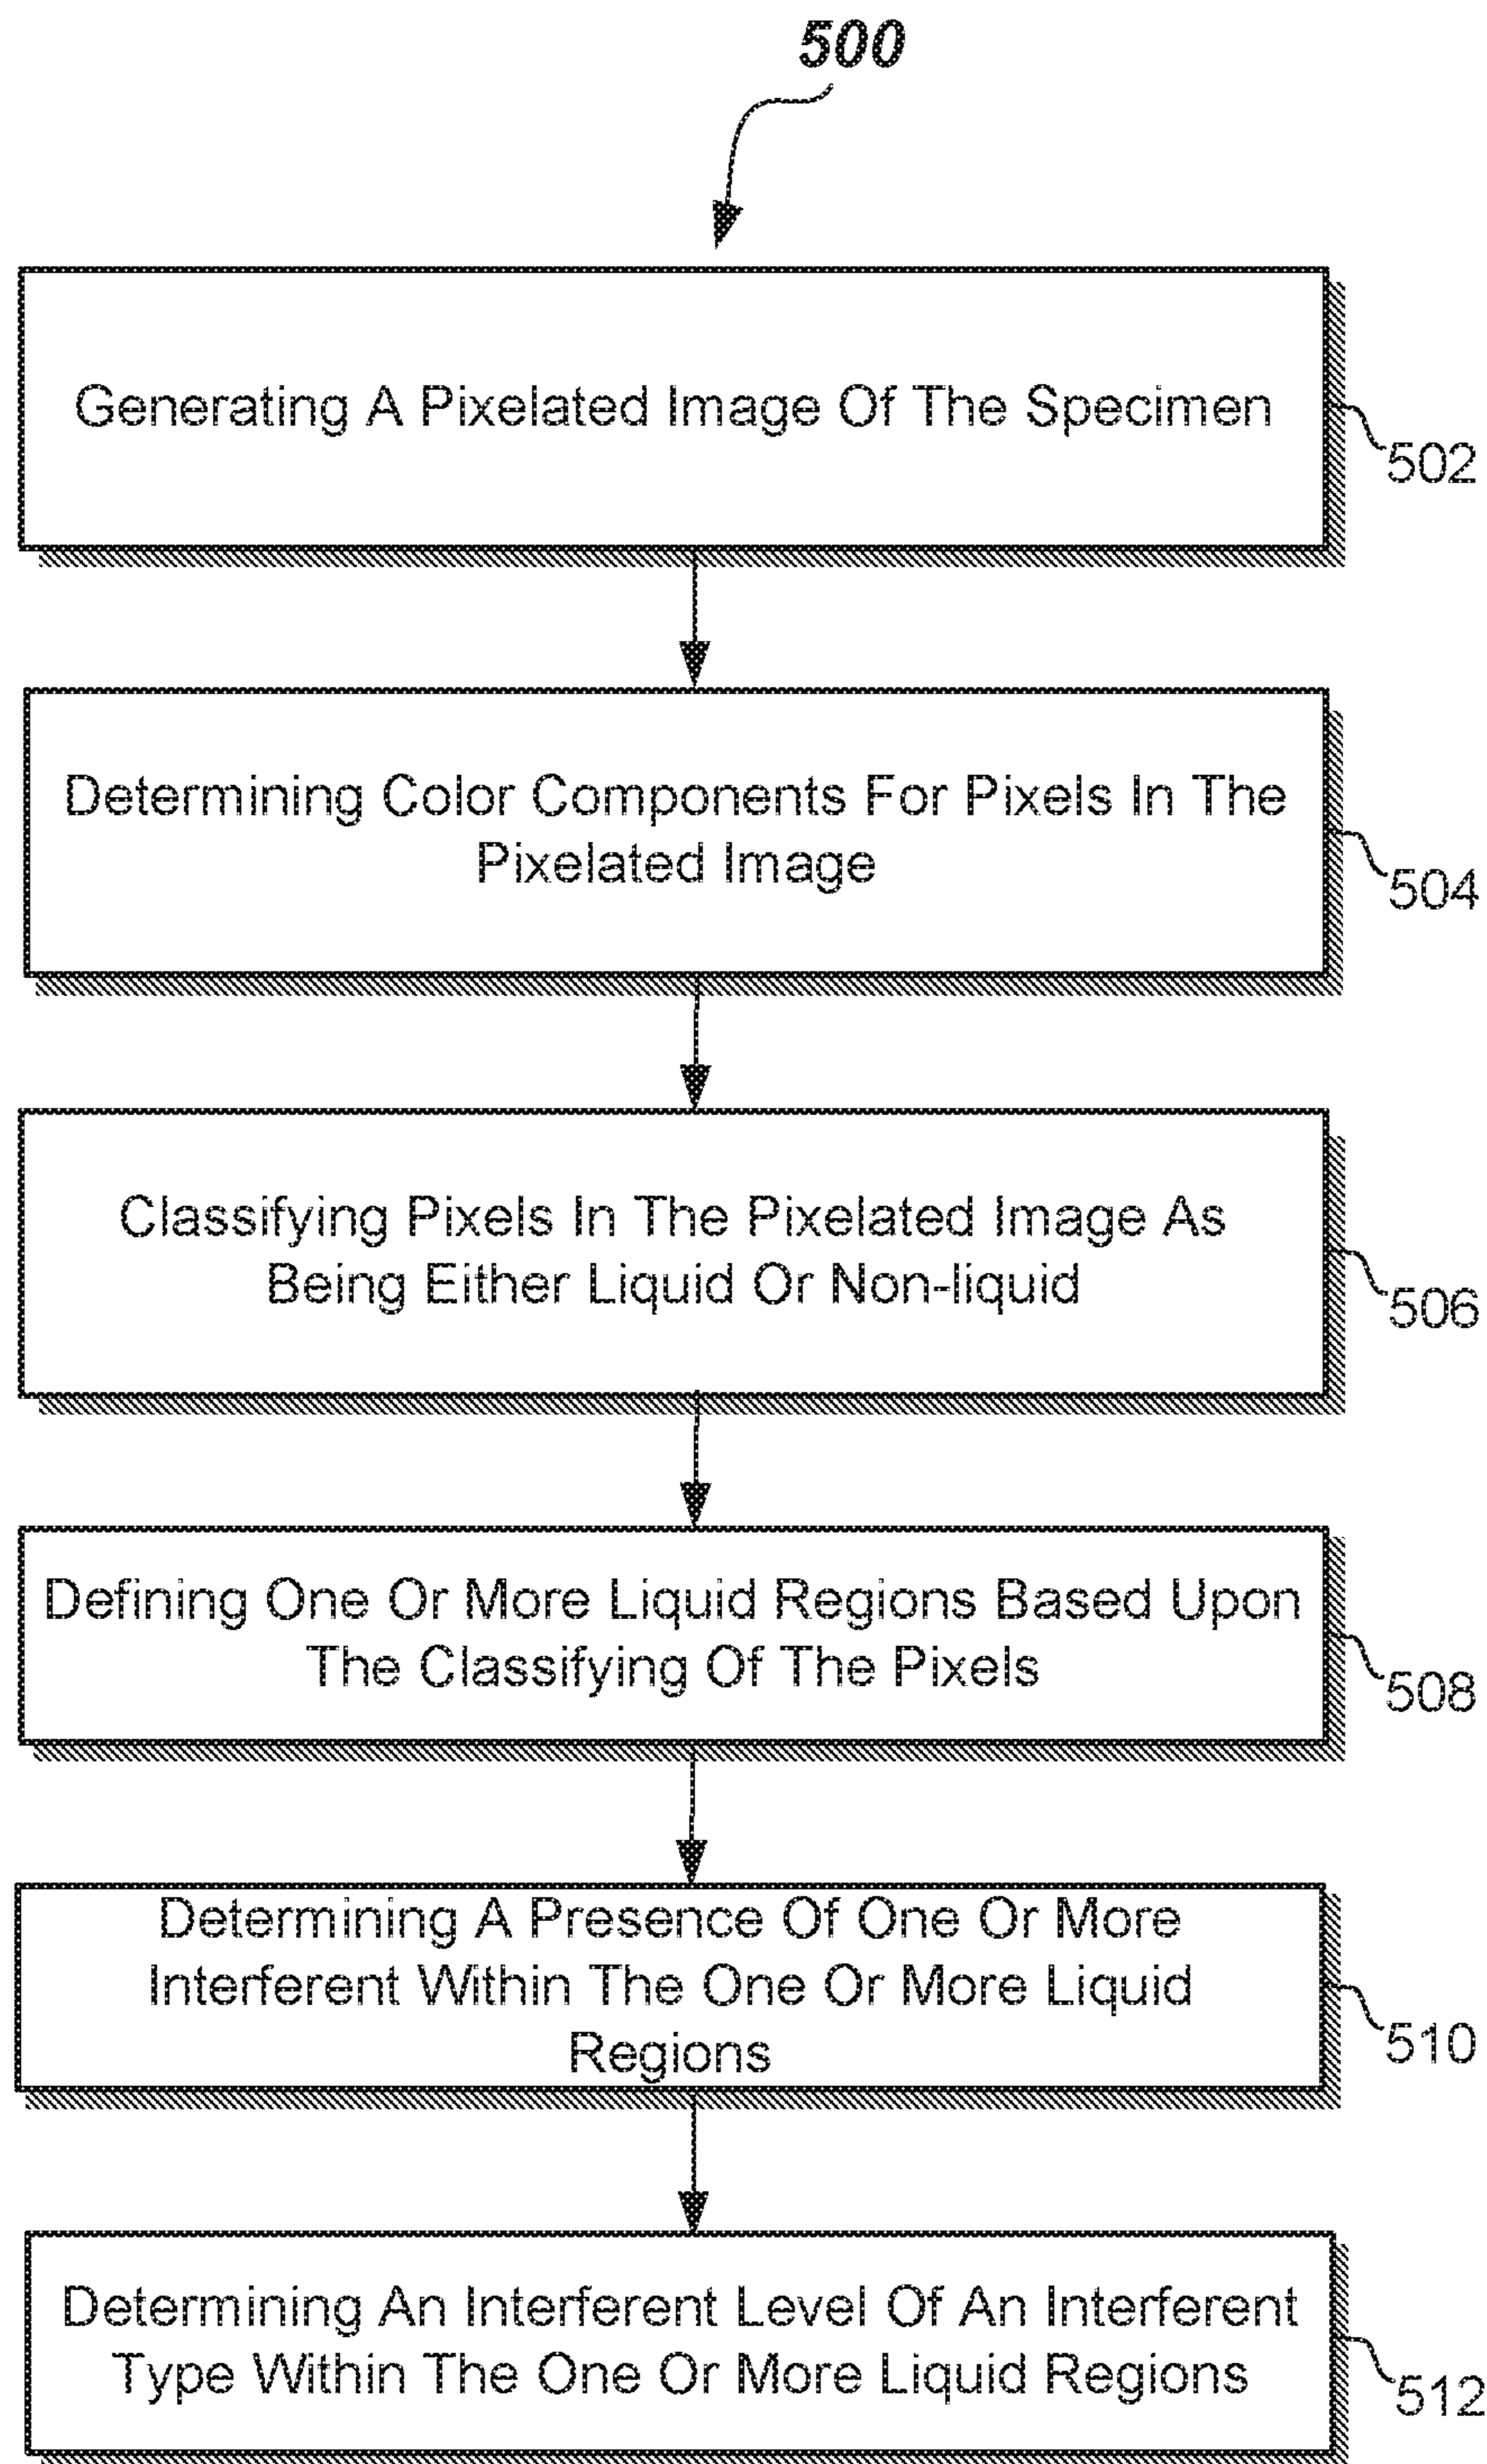 500
Generating A Pixelated Image Of The Specimen
502
Determining Color Components For Pixels In The
Pixelated Image
504
Classifying Pixels In The Pixelated Image As
Being Either Liquid Or Non-liquid
506
Defining One Or More Liquid Regions Based Upon
The Classifying Of The Pixels
508
Determining A Presence Of One Or More
Interferent Within The One Or More Liquid
Regions
510
Determining An Interferent Level Of An Interferent
Type Within The One Or More Liquid Regions
512